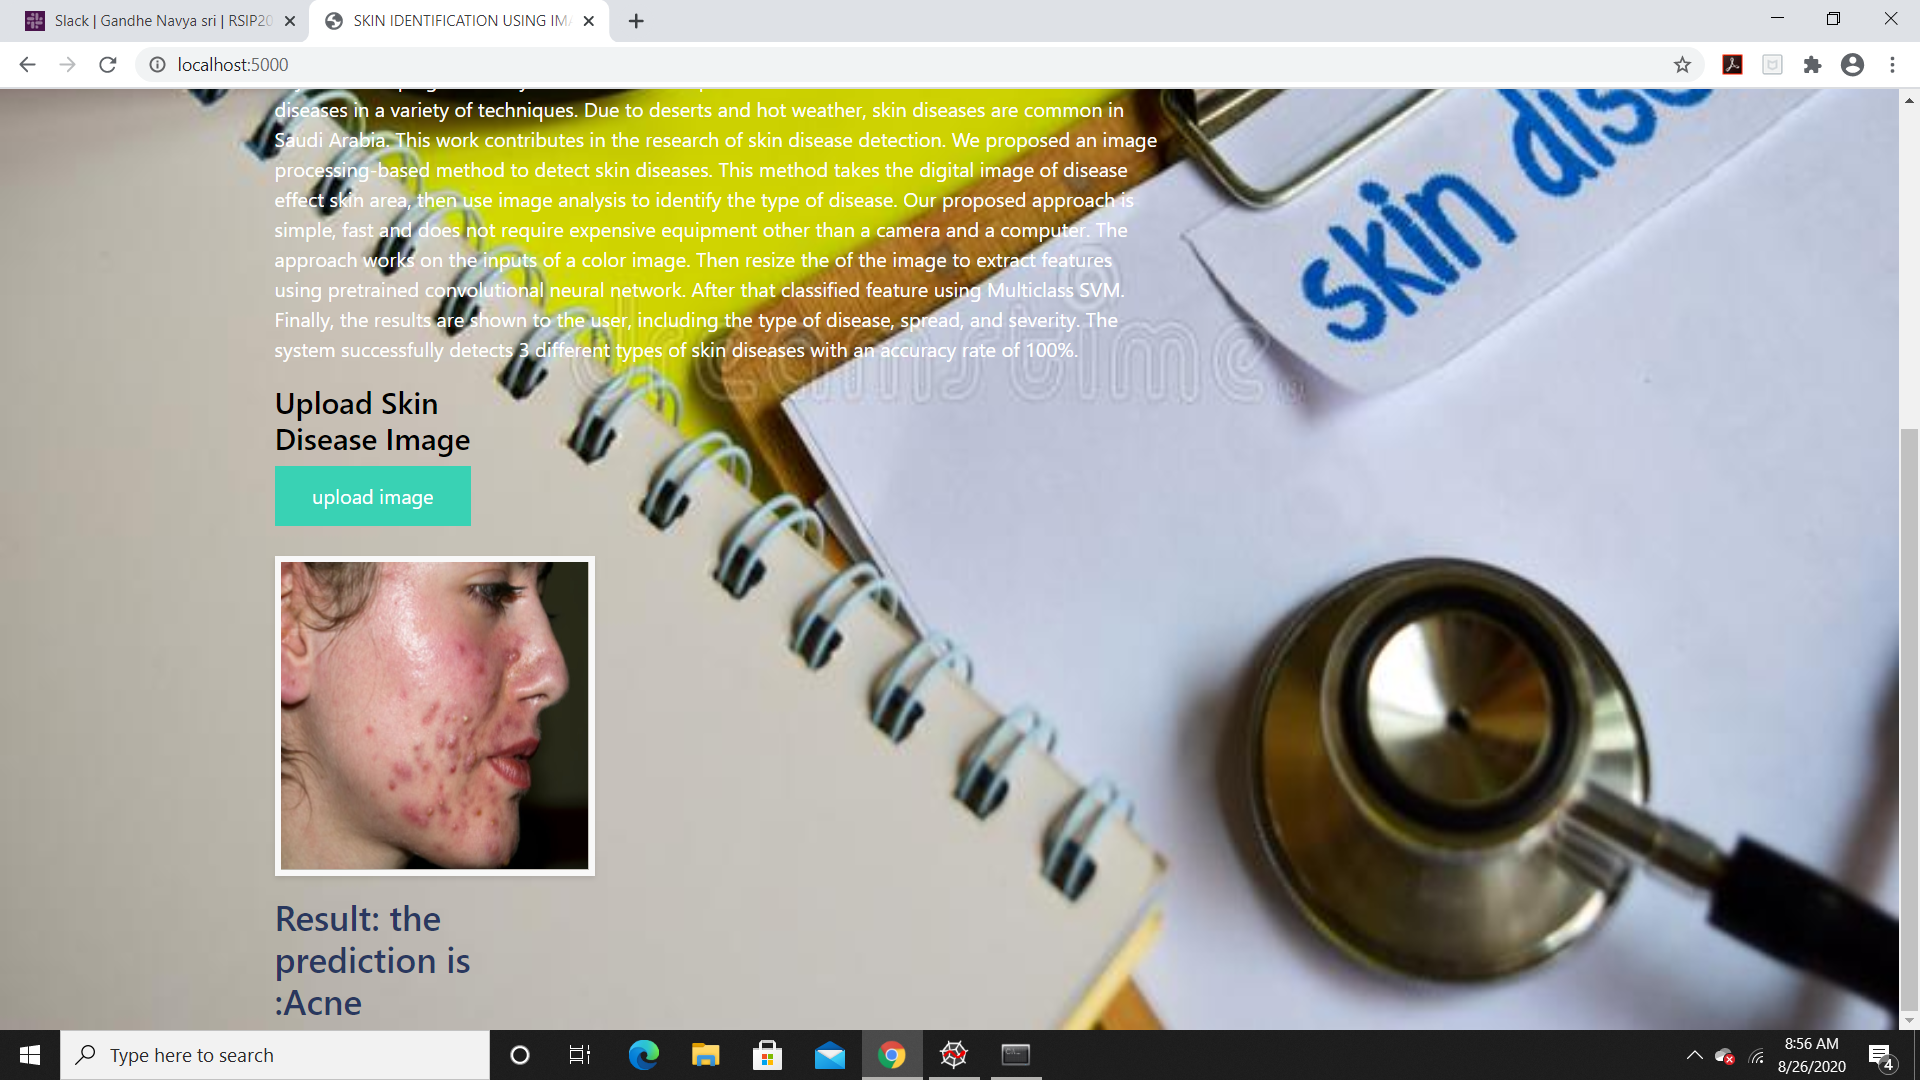 Slack | Gandhe Navya sri | RSIP20
SKIN IDENTIFICATION USING IM
localhost:5000
diseases in a variety of techniques. Due to deserts and hot weather, skin diseases are common in
Saudi Arabia. This work contributes in the research of skin disease detection. We proposed an image
processing-based method to detect skin diseases. This method takes the digital image of disease
effect skin area, then use image analysis to identify the type of disease. Our proposed approach is
simple, fast and does not require expensive equipment other than a camera and a computer. The
approach works on the inputs of a color image. Then resize the of the image to extract features
using pretrained convolutional neural network. After that classified feature using Multiclass SVM.
Finally, the results are shown to the user, including the type of disease, spread, and severity. The
system successfully detects 3 different types of skin diseases with an accuracy rate of 100%.
skin dis
dreamstime
Upload Skin
Disease Image
upload image
Result: the
prediction is
:Acne
Type here to search
8:56 AM
8/26/2020
4